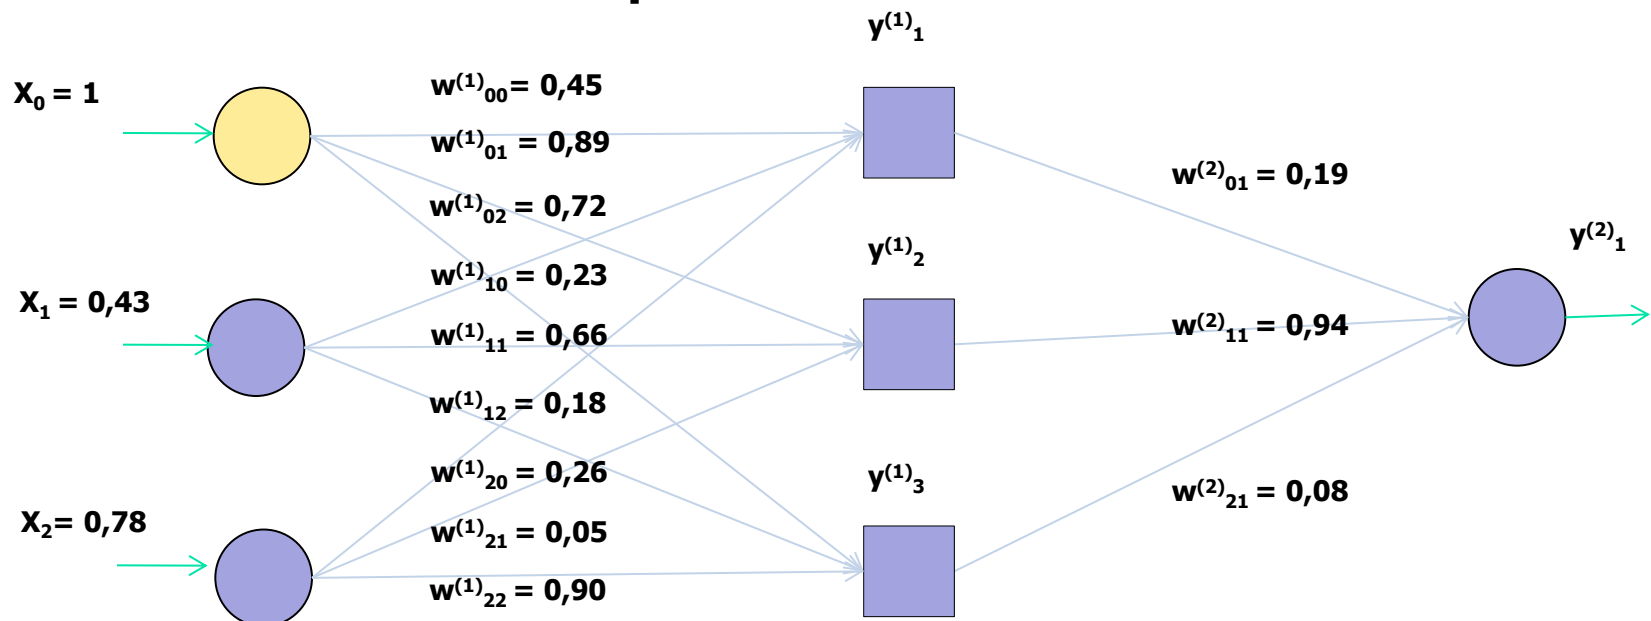 y⁽¹⁾₁
X₀ = 1
w⁽¹⁾₀₀= 0,45
w⁽¹⁾₀₁ = 0,89
w⁽¹⁾₀₂ = 0,72
w⁽²⁾₀₁ = 0,19
y⁽²⁾₁
y⁽¹⁾₂
w⁽¹⁾₁₀ = 0,23
X₁ = 0,43
w⁽¹⁾₁₁ = 0,66
w⁽²⁾₁₁ = 0,94
w⁽¹⁾₁₂ = 0,18
w⁽¹⁾₂₀ = 0,26
y⁽¹⁾₃
w⁽²⁾₂₁ = 0,08
X₂= 0,78
w⁽¹⁾₂₁ = 0,05
w⁽¹⁾₂₂ = 0,90